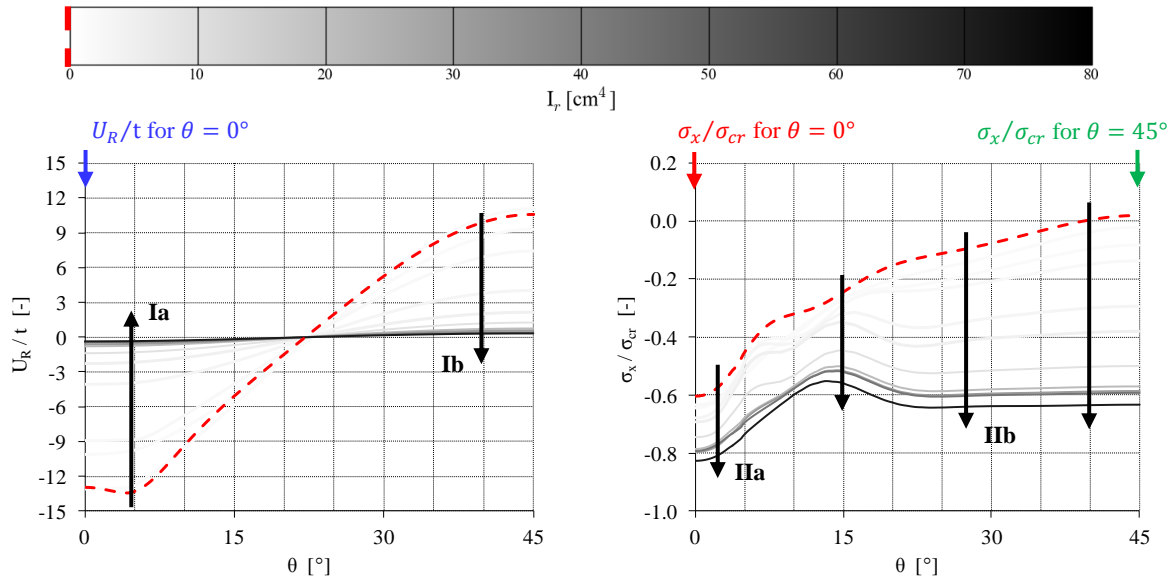 0 10 20 30 40 50 60 70 80
I_r [cm⁴]
U_R/t for θ = 0°
σ_x/σ_cr for θ = 0°
σ_x/σ_cr for θ = 45°
15
12
9
6
3
0
-3
-6
-9
-12
-15
U_R / t [-]
Ia
Ib
0 15 30 45
θ [°]
0.2
0.0
-0.2
-0.4
-0.6
-0.8
-1.0
σ_x / σ_cr [-]
IIa
IIb
0 15 30 45
θ [°]